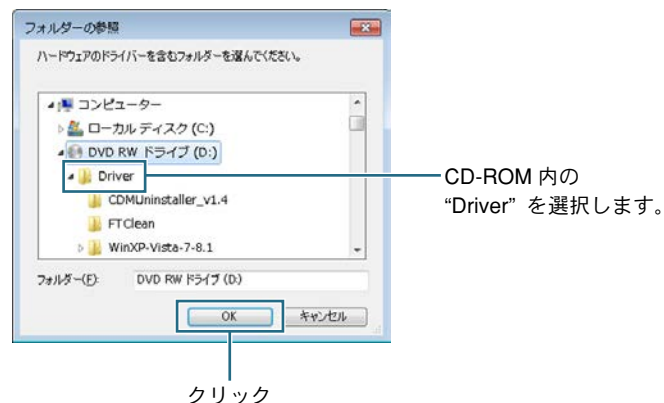 フォルダーの参照
ハードウェアのドライバーを含むフォルダーを選んでください。
コンピューター
ローカル ディスク (C:)
DVD RW ドライブ (D:)
Driver
CDMUninstaller_v1.4
FTClean
WinXP-Vista-7-8.1
CD-ROM 内の
“Driver” を選択します。
フォルダー(F): DVD RW ドライブ (D:)
OK キャンセル
クリック